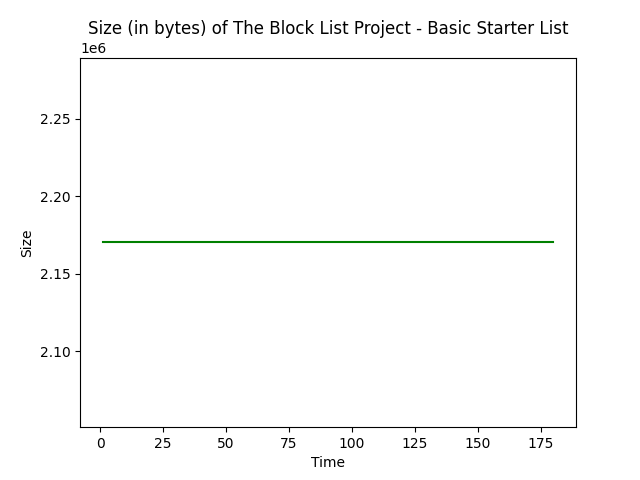 Size (in bytes) of The Block List Project - Basic Starter List
1e6
2.25
2.20
2.15
2.10
Size
0 25 50 75 100 125 150 175
Time